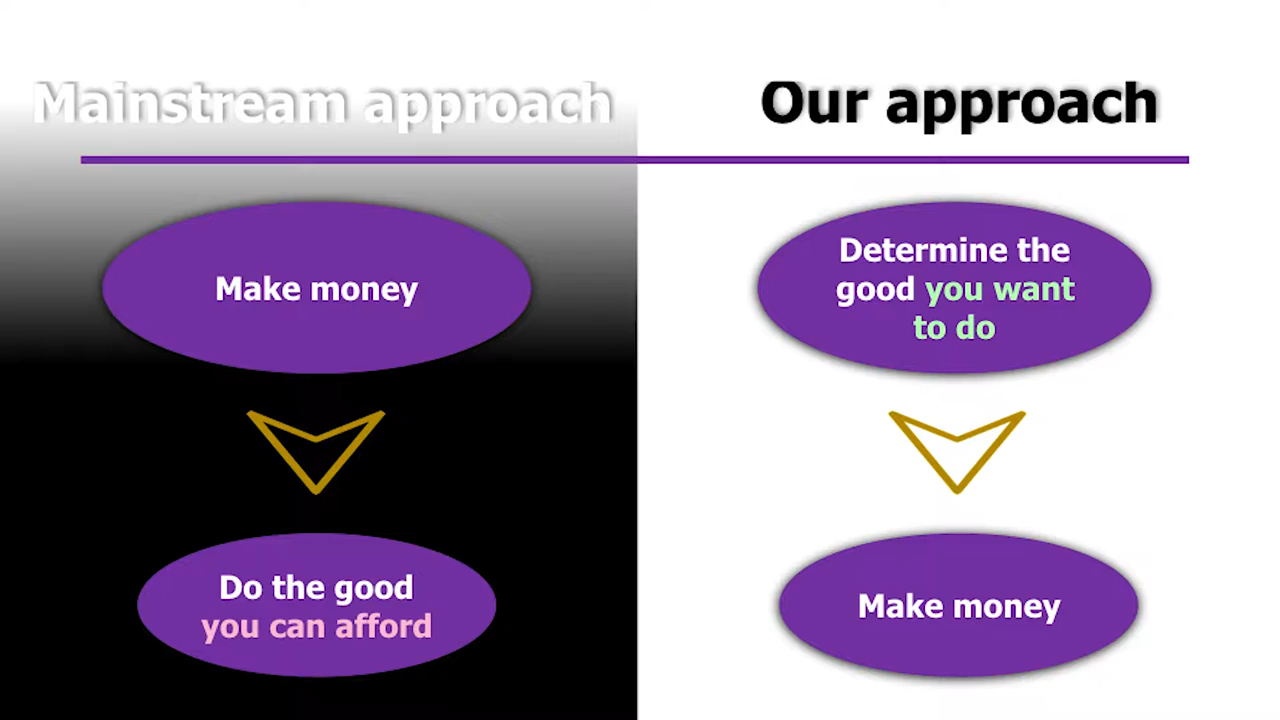 Mainstream approach
Our approach
Make money
Determine the
good you want
to do
Do the good
you can afford
Make money